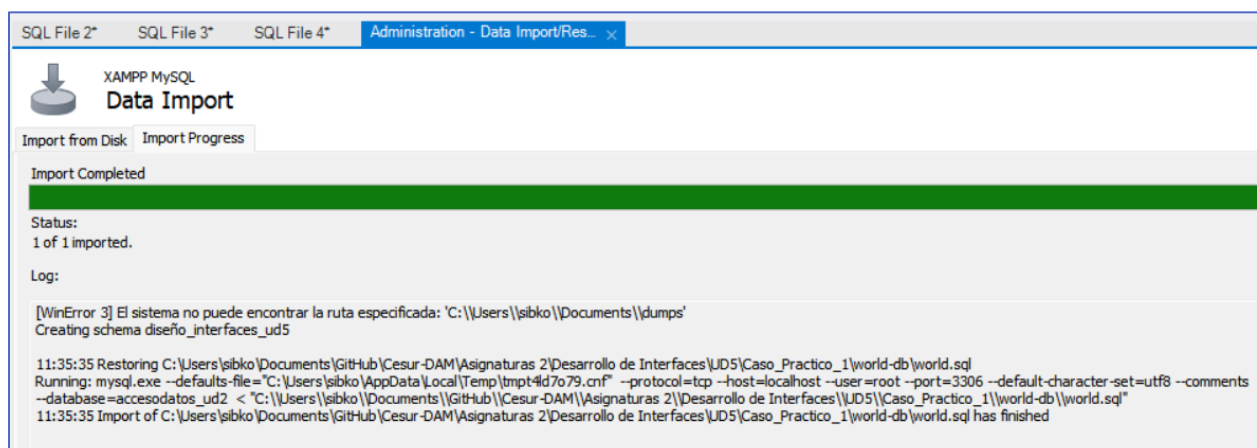 SQL File 2* SQL File 3* SQL File 4* Administration - Data Import/Res... ×
XAMPP MySQL
Data Import
Import from Disk Import Progress
Import Completed
Status:
1 of 1 imported.
Log:
[WinError 3] El sistema no puede encontrar la ruta especificada: 'C:\\Users\\sibko\\Documents\\dumps'
Creating schema diseño_interfaces_ud5
11:35:35 Restoring C:\Users\sibko\Documents\GitHub\Cesur-DAM\Asignaturas 2\Desarrollo de Interfaces\UD5\Caso_Practico_1\world-db\world.sql
Running: mysql.exe --defaults-file="C:\Users\sibko\AppData\Local\Temp\tmpt4ld7o79.cnf" --protocol=tcp --host=localhost --user=root --port=3306 --default-character-set=utf8 --comments
--database=accesodatos_ud2 < "C:\\Users\\sibko\\Documents\\GitHub\\Cesur-DAM\\Asignaturas 2\\Desarrollo de Interfaces\\UD5\\Caso_Practico_1\\world-db\\world.sql"
11:35:35 Import of C:\Users\sibko\Documents\GitHub\Cesur-DAM\Asignaturas 2\Desarrollo de Interfaces\UD5\Caso_Practico_1\world-db\world.sql has finished